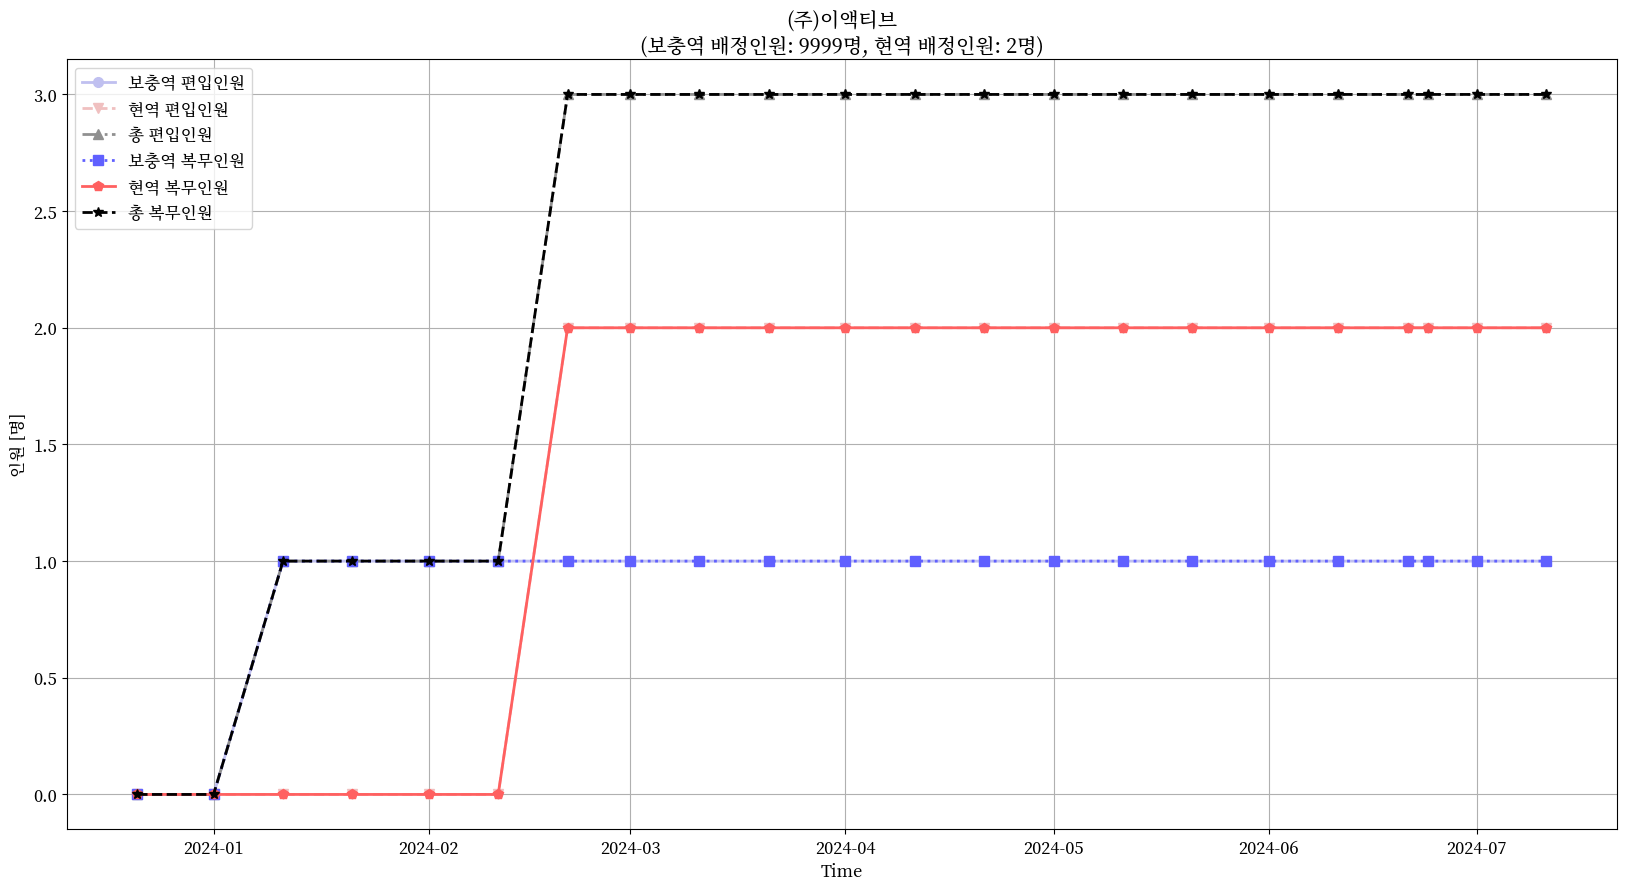 (주)이액티브
(보충역 배정인원: 9999명, 현역 배정인원: 2명)
보충역 편입인원
현역 편입인원
총 편입인원
보충역 복무인원
현역 복무인원
총 복무인원
인원 [명]
3.0
2.5
2.0
1.5
1.0
0.5
0.0
2024-01
2024-02
2024-03
2024-04
2024-05
2024-06
2024-07
Time